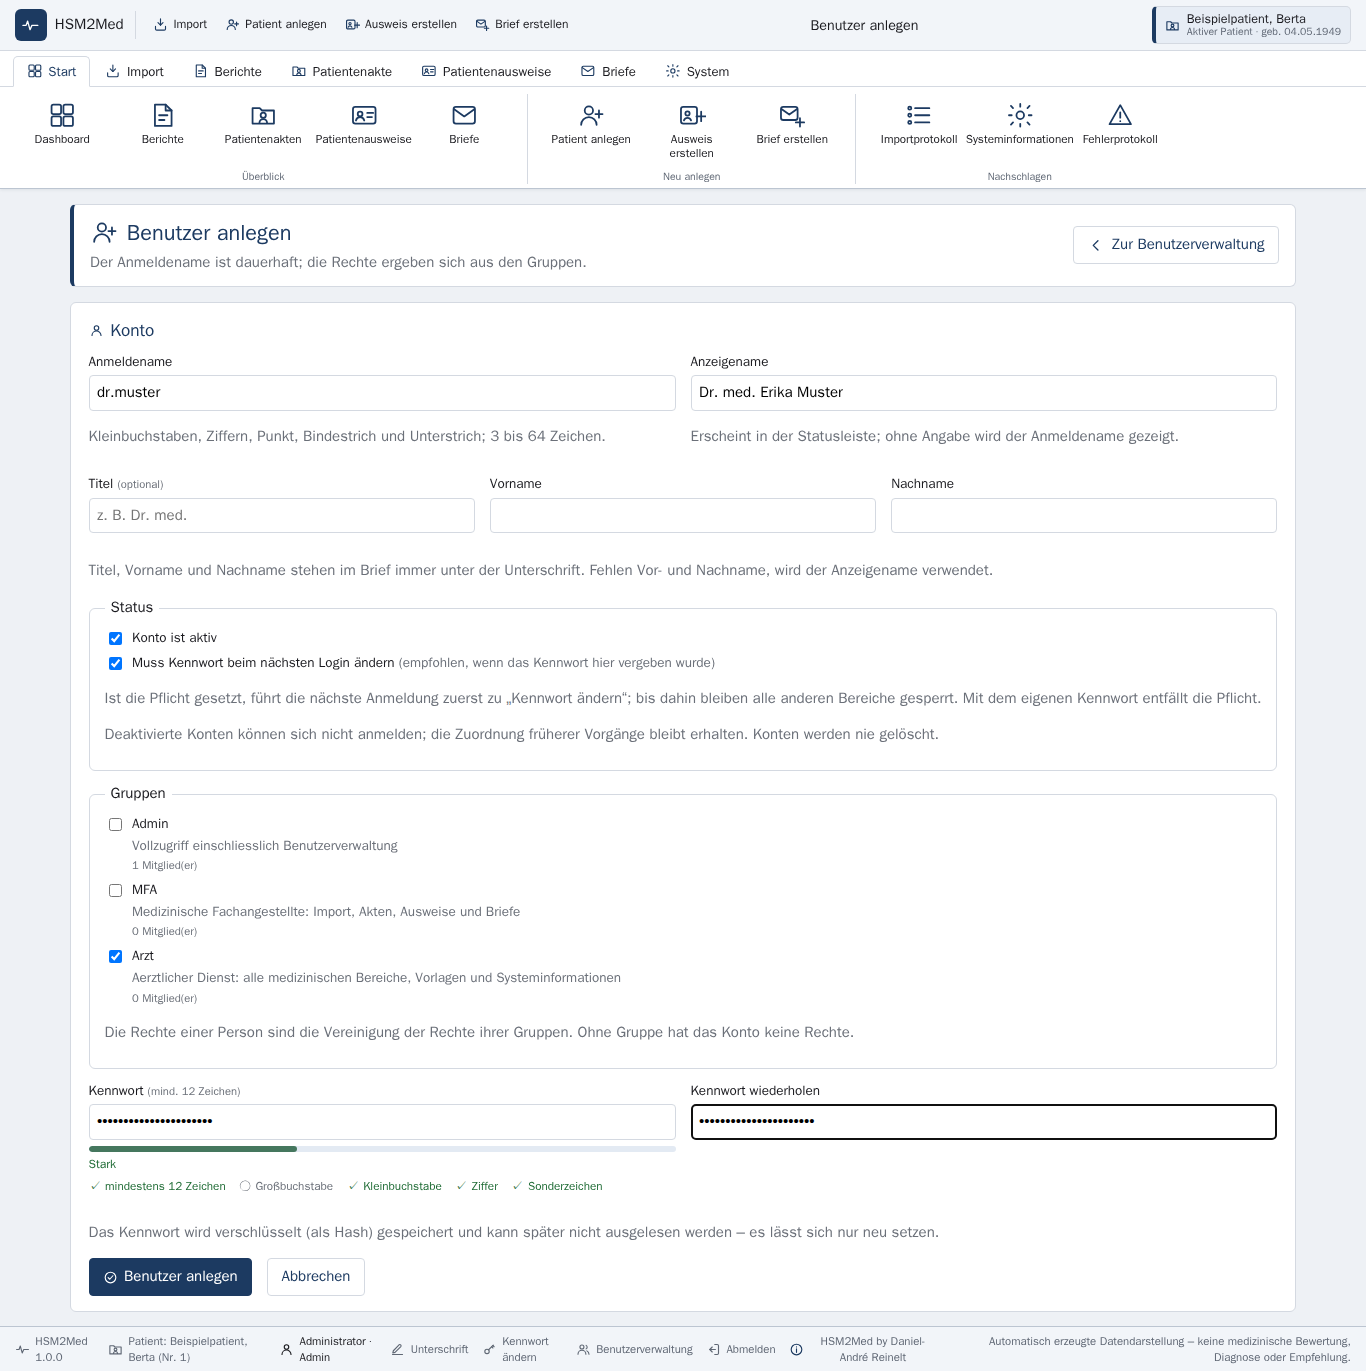 HSM2Med
Import
Patient anlegen
Ausweis erstellen
Brief erstellen
Benutzer anlegen
Beispielpatient, Berta
Aktiver Patient · geb. 04.05.1949
Start
Import
Berichte
Patientenakte
Patientenausweise
Briefe
System
Dashboard
Berichte
Patientenakten
Patientenausweise
Briefe
Überblick
Patient anlegen
Ausweis
erstellen
Brief erstellen
Neu anlegen
Importprotokoll
Systeminformationen
Fehlerprotokoll
Nachschlagen
Benutzer anlegen
Der Anmeldename ist dauerhaft; die Rechte ergeben sich aus den Gruppen.
Zur Benutzerverwaltung
Konto
Anmeldename
dr.muster
Kleinbuchstaben, Ziffern, Punkt, Bindestrich und Unterstrich; 3 bis 64 Zeichen.
Anzeigename
Dr. med. Erika Muster
Erscheint in der Statusleiste; ohne Angabe wird der Anmeldename gezeigt.
Titel (optional)
z. B. Dr. med.
Vorname
Nachname
Titel, Vorname und Nachname stehen im Brief immer unter der Unterschrift. Fehlen Vor- und Nachname, wird der Anzeigename verwendet.
Status
Konto ist aktiv
Muss Kennwort beim nächsten Login ändern (empfohlen, wenn das Kennwort hier vergeben wurde)
Ist die Pflicht gesetzt, führt die nächste Anmeldung zuerst zu „Kennwort ändern“; bis dahin bleiben alle anderen Bereiche gesperrt. Mit dem eigenen Kennwort entfällt die Pflicht.
Deaktivierte Konten können sich nicht anmelden; die Zuordnung früherer Vorgänge bleibt erhalten. Konten werden nie gelöscht.
Gruppen
Admin
Vollzugriff einschliesslich Benutzerverwaltung
1 Mitglied(er)
MFA
Medizinische Fachangestellte: Import, Akten, Ausweise und Briefe
0 Mitglied(er)
Arzt
Aerztlicher Dienst: alle medizinischen Bereiche, Vorlagen und Systeminformationen
0 Mitglied(er)
Die Rechte einer Person sind die Vereinigung der Rechte ihrer Gruppen. Ohne Gruppe hat das Konto keine Rechte.
Kennwort (mind. 12 Zeichen)
Kennwort wiederholen
Stark
✓ mindestens 12 Zeichen
Großbuchstabe
✓ Kleinbuchstabe
✓ Ziffer
✓ Sonderzeichen
Das Kennwort wird verschlüsselt (als Hash) gespeichert und kann später nicht ausgelesen werden – es lässt sich nur neu setzen.
Benutzer anlegen
Abbrechen
HSM2Med
1.0.0
Patient: Beispielpatient,
Berta (Nr. 1)
Administrator ·
Admin
Unterschrift
Kennwort
ändern
Benutzerverwaltung
Abmelden
HSM2Med by Daniel-
André Reinelt
Automatisch erzeugte Datendarstellung – keine medizinische Bewertung,
Diagnose oder Empfehlung.